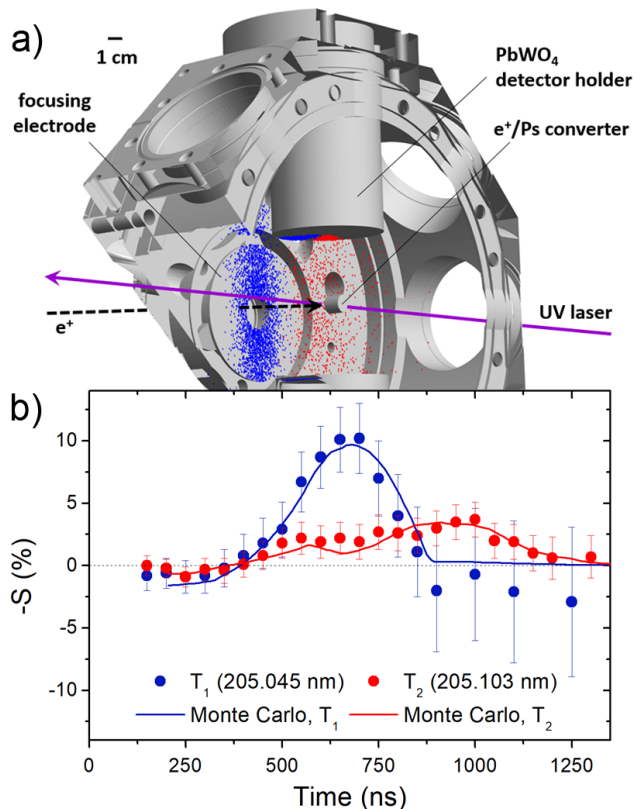 a)
1 cm
PbWO4
detector holder
focusing
electrode
e+/Ps converter
UV laser
e+
b)
-S (%)
10
5
0
-5
-10
T1 (205.045 nm)
T2 (205.103 nm)
Monte Carlo, T1
Monte Carlo, T2
0
250
500
750
1000
1250
Time (ns)